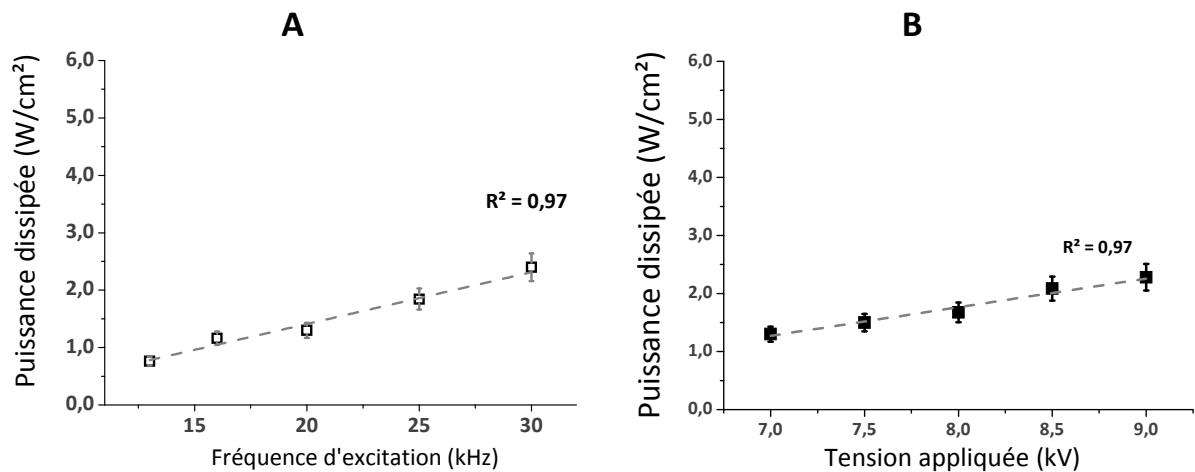 A
Puissance dissipée (W/cm²)
6,0
5,0
4,0
3,0
2,0
1,0
0,0
R² = 0,97
15
20
25
30
Fréquence d'excitation (kHz)
B
Puissance dissipée (W/cm²)
6,0
5,0
4,0
3,0
2,0
1,0
0,0
R² = 0,97
7,0
7,5
8,0
8,5
9,0
Tension appliquée (kV)